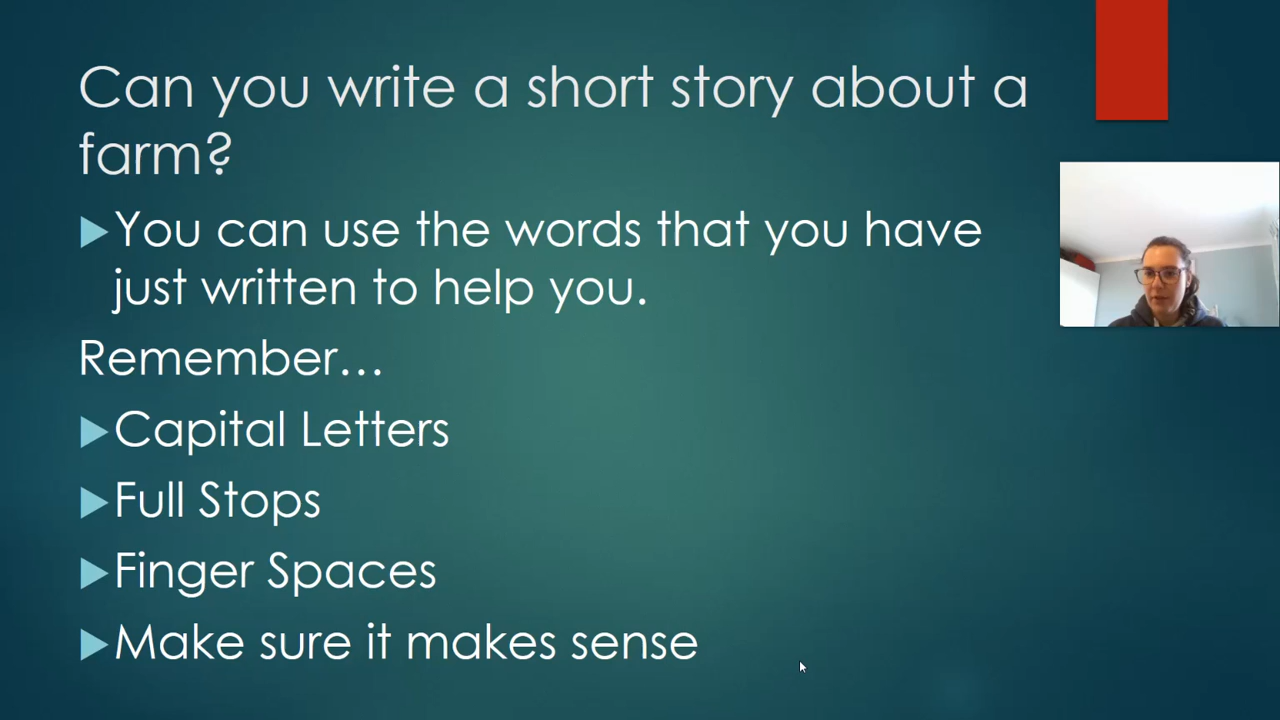 Can you write a short story about a
farm?
You can use the words that you have
just written to help you.
Remember…
Capital Letters
Full Stops
Finger Spaces
Make sure it makes sense